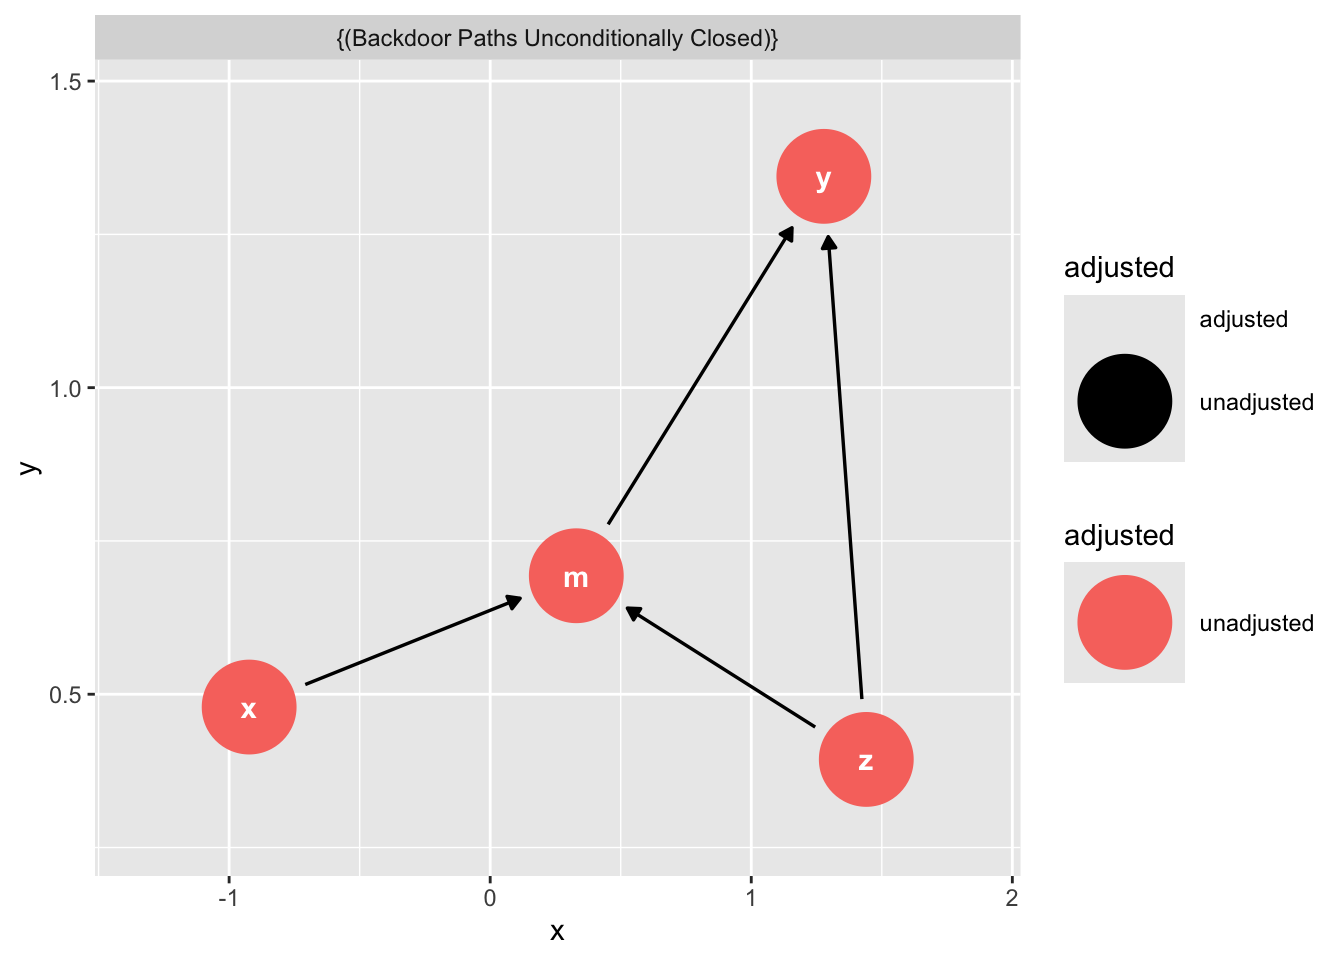 {(Backdoor Paths Unconditionally Closed)}
1.5
1.0
0.5
y
y
m
x
z
-1
0
1
2
x
adjusted
adjusted
unadjusted
adjusted
unadjusted